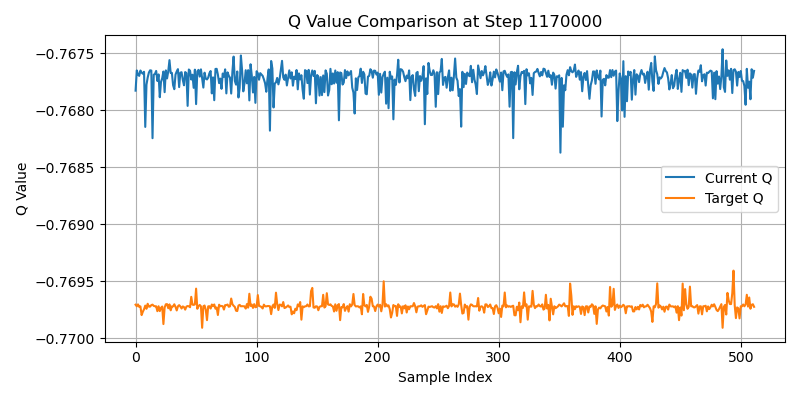 Q Value Comparison at Step 1170000
Q Value
−0.7675
−0.7680
−0.7685
−0.7690
−0.7695
−0.7700
Current Q
Target Q
0
100
200
300
400
500
Sample Index